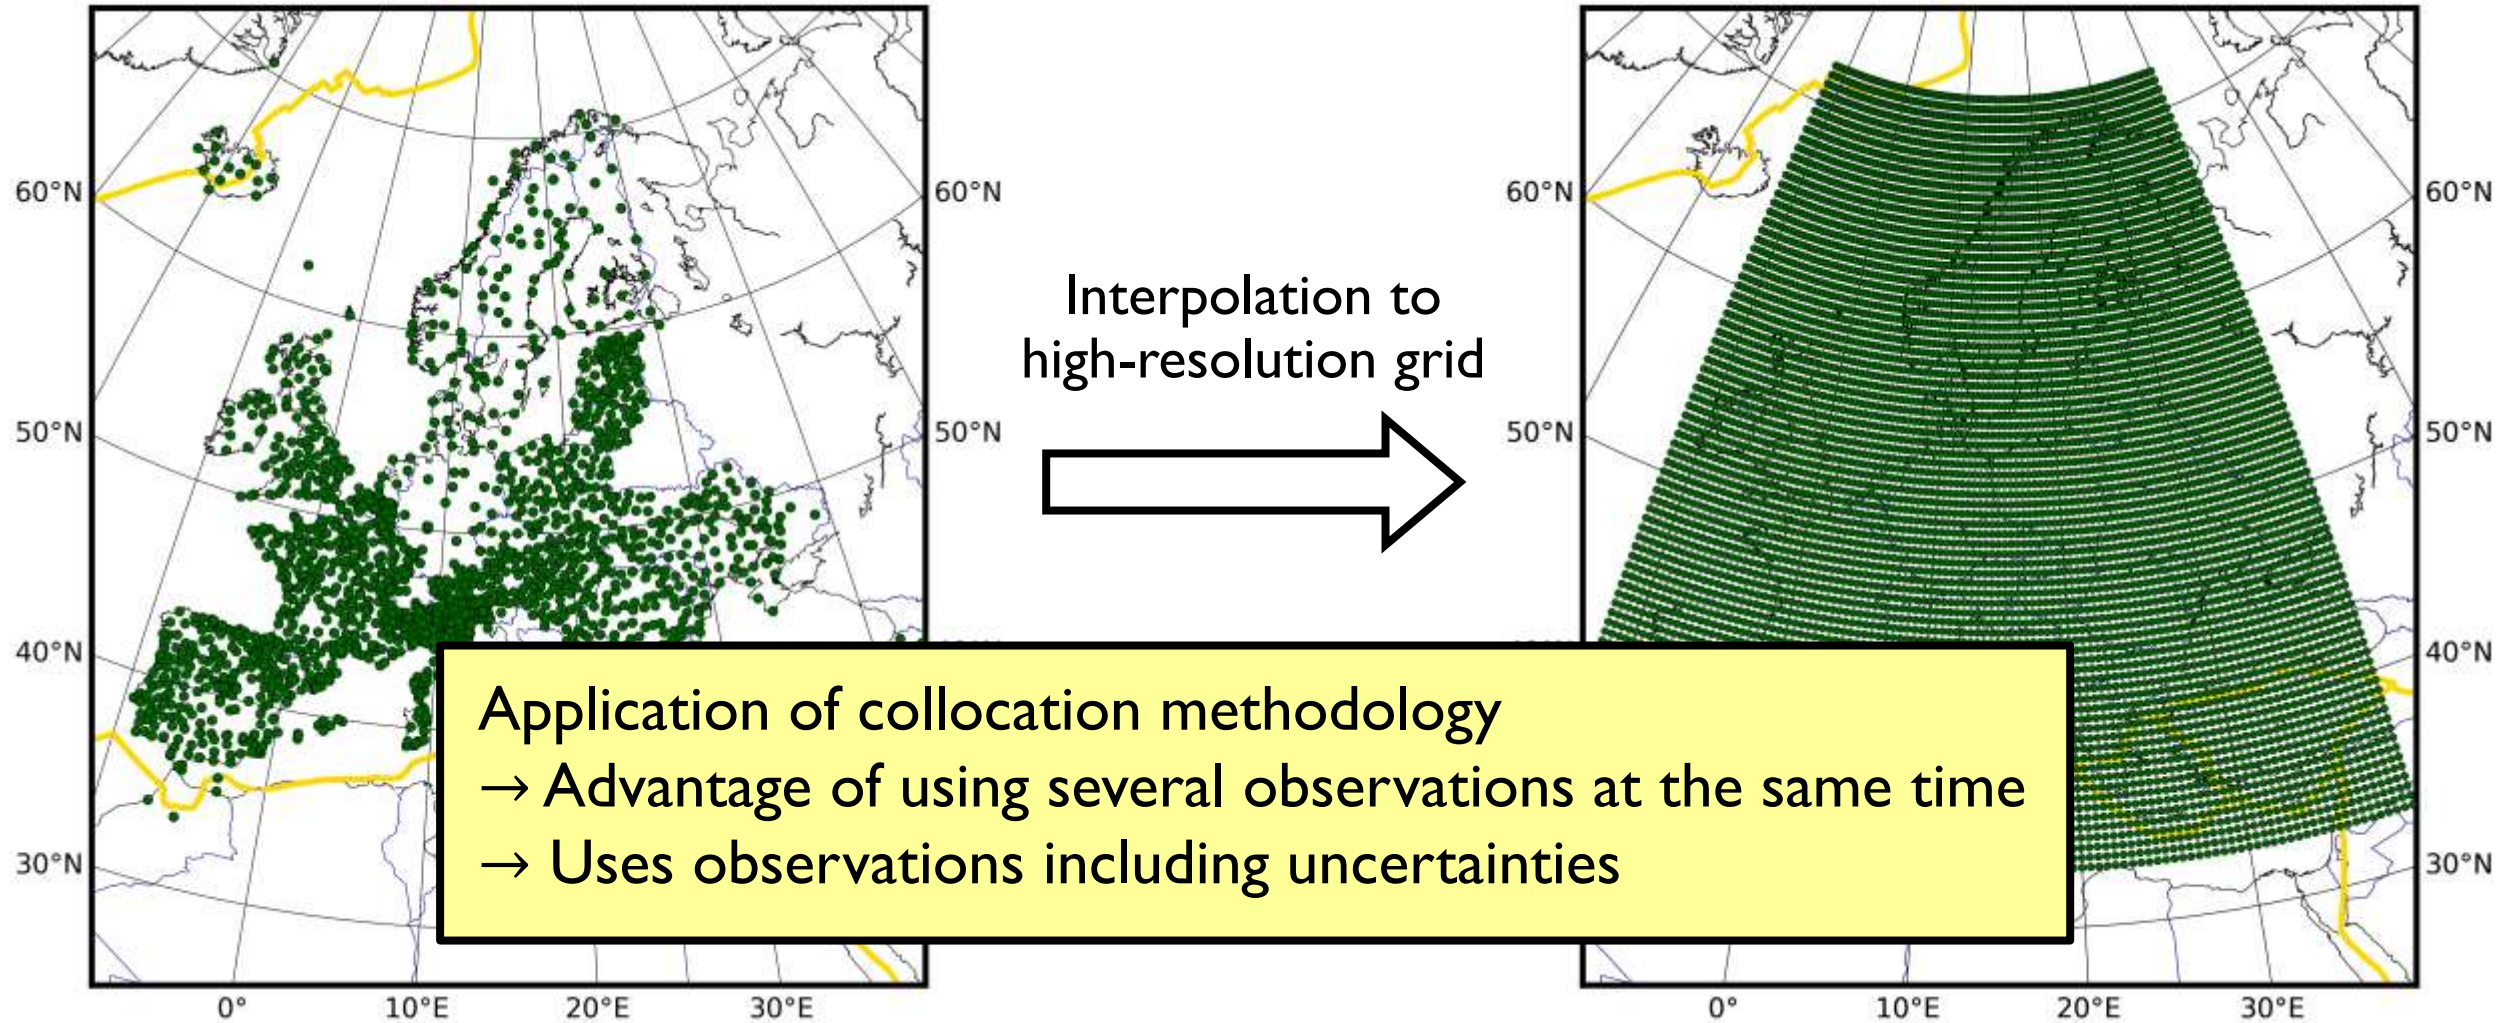 60°N
50°N
40°N
30°N
0°
10°E
20°E
30°E
60°N
50°N
Interpolation to
high-resolution grid
60°N
50°N
60°N
50°N
40°N
30°N
0°
10°E
20°E
30°E
Application of collocation methodology
→ Advantage of using several observations at the same time
→ Uses observations including uncertainties